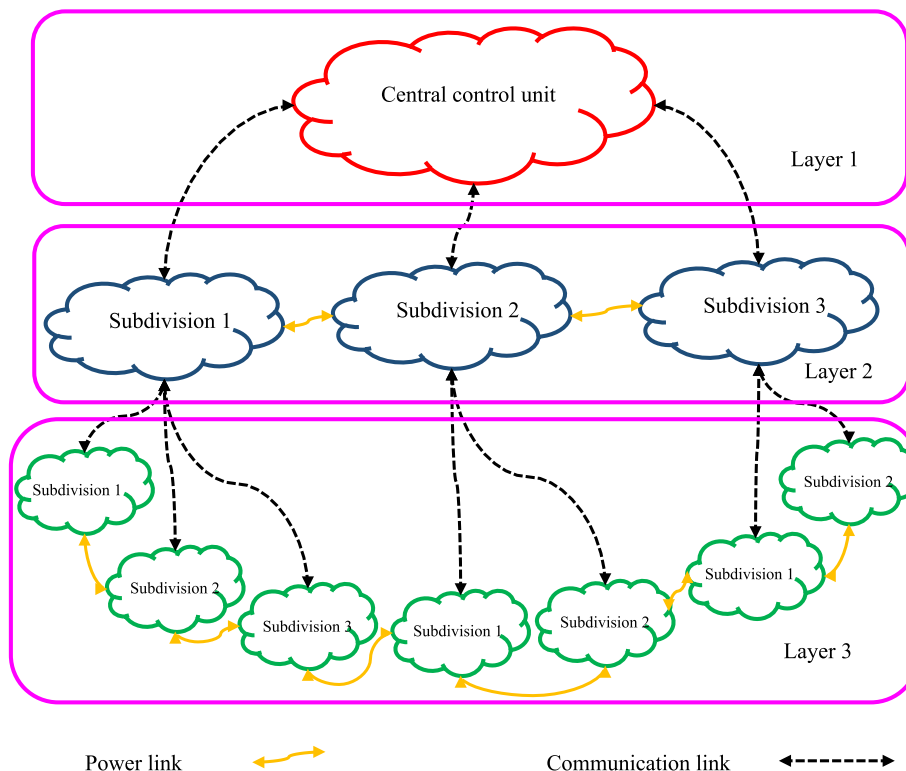 Central control unit
Layer 1
Subdivision 1
Subdivision 2
Subdivision 3
Layer 2
Subdivision 1
Subdivision 2
Subdivision 3
Subdivision 1
Subdivision 2
Subdivision 1
Subdivision 2
Layer 3
Power link
Communication link